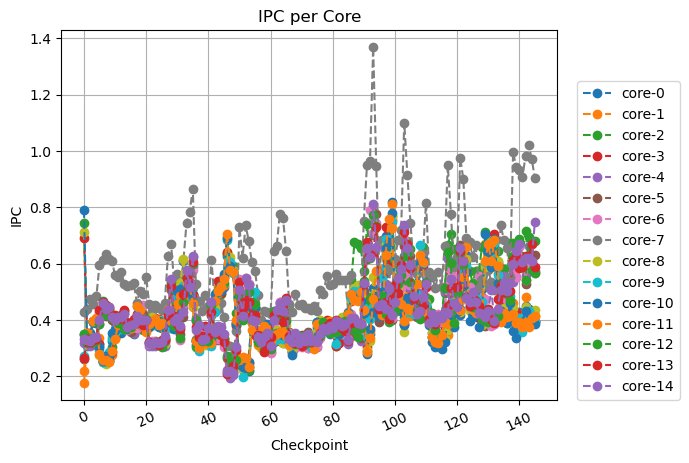 IPC per Core
IPC
1.4
1.2
1.0
0.8
0.6
0.4
0.2
0
20
40
60
80
100
120
140
Checkpoint
core-0
core-1
core-2
core-3
core-4
core-5
core-6
core-7
core-8
core-9
core-10
core-11
core-12
core-13
core-14